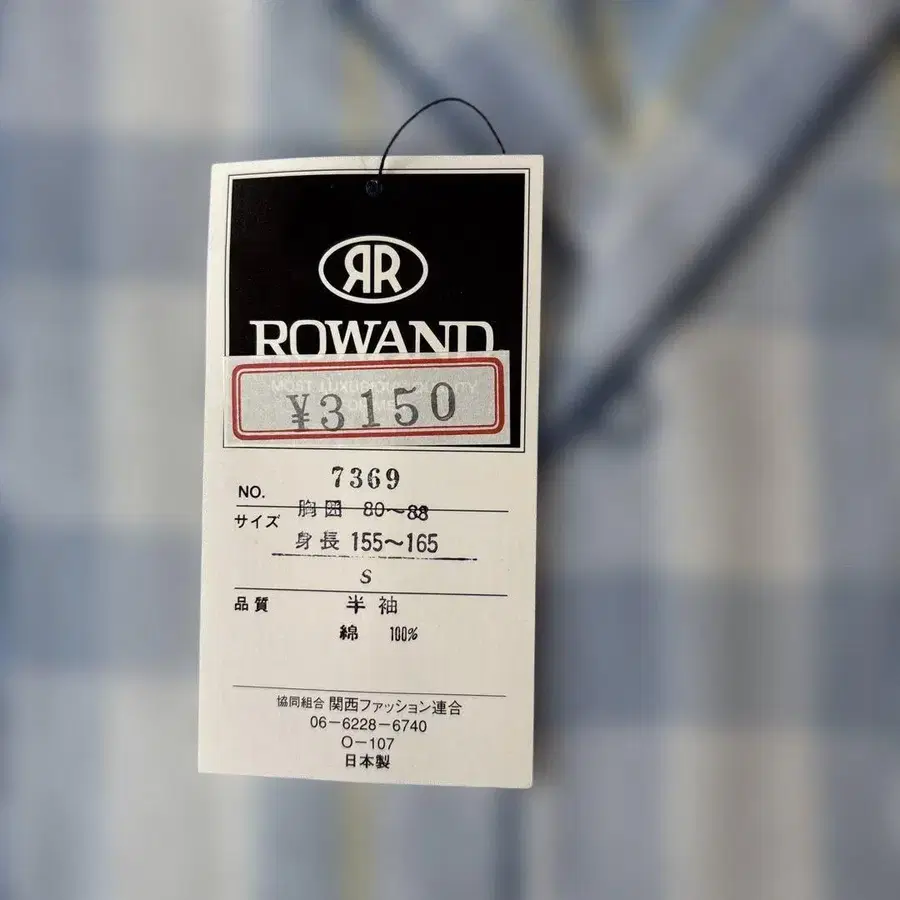 RR
ROWAND
¥3150
NO. 7369
サイズ 胸囲 80〜88
身長 155〜165
S
品質 半袖
綿 100%
協同組合 関西ファッション連合
06-6228-6740
O-107
日本製